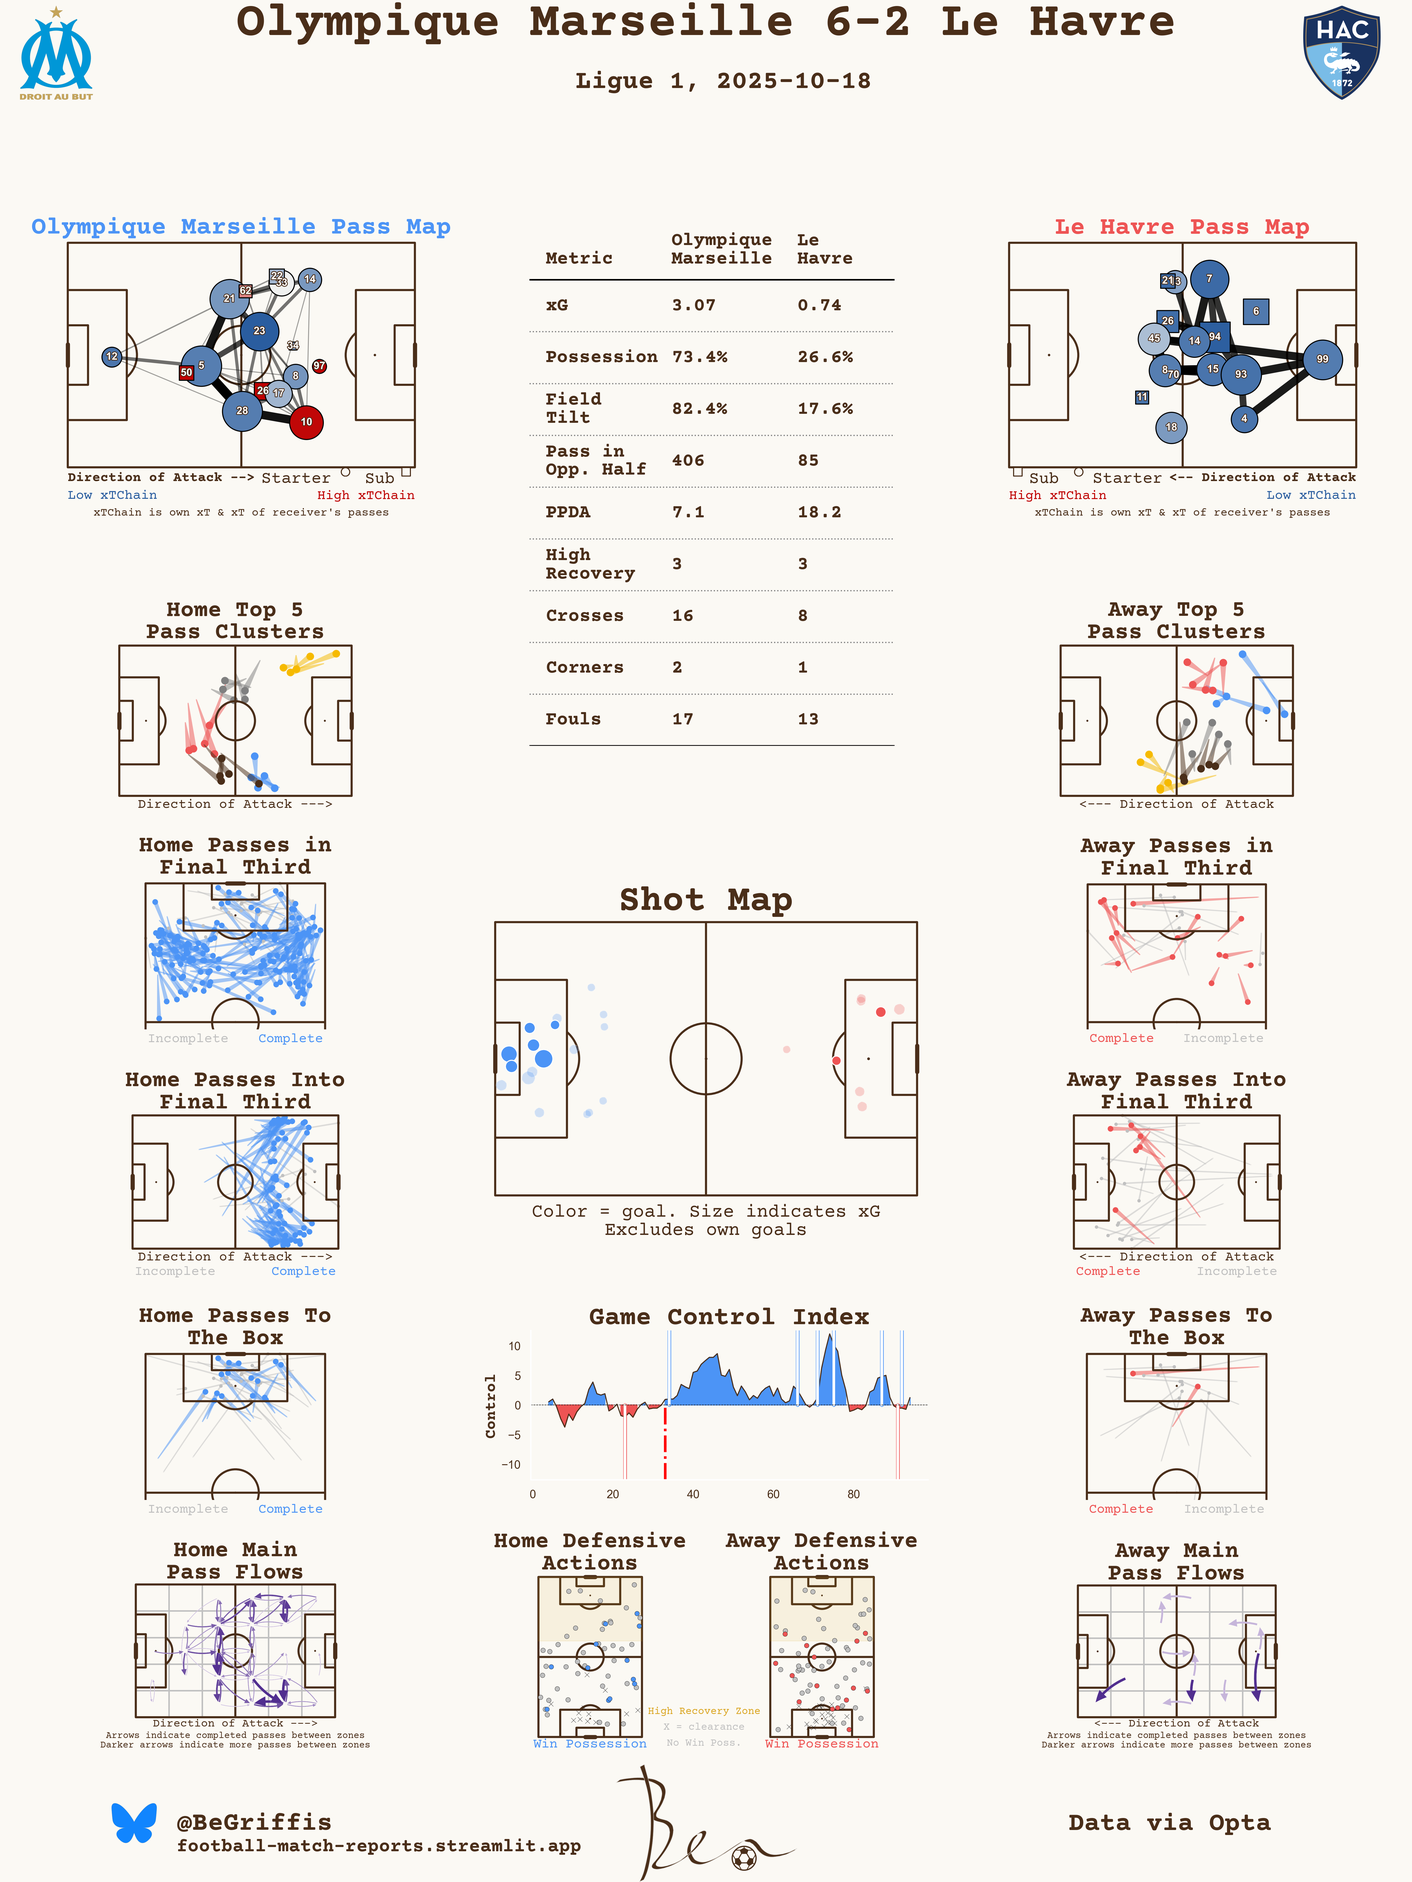 Olympique Marseille 6-2 Le Havre
Ligue 1, 2025-10-18
DROIT AU BUT
HAC
1872
Olympique Marseille Pass Map
22
33
14
62
21
23
34
12
5
50
97
8
26
17
28
10
Direction of Attack --> Starter Sub
Low xTChain High xTChain
xTChain is own xT & xT of receiver's passes
Metric Olympique Marseille Le Havre
xG 3.07 0.74
Possession 73.4% 26.6%
Field Tilt 82.4% 17.6%
Pass in Opp. Half 406 85
PPDA 7.1 18.2
High Recovery 3 3
Crosses 16 8
Corners 2 1
Fouls 17 13
Le Havre Pass Map
21
7
26
6
45
14
94
99
8
70
15
93
11
18
4
Sub Starter <-- Direction of Attack
High xTChain Low xTChain
xTChain is own xT & xT of receiver's passes
Home Top 5
Pass Clusters
Direction of Attack --->
Away Top 5
Pass Clusters
<--- Direction of Attack
Home Passes in
Final Third
Incomplete Complete
Away Passes in
Final Third
Complete Incomplete
Shot Map
Color = goal. Size indicates xG
Excludes own goals
Home Passes Into
Final Third
Direction of Attack --->
Incomplete Complete
Away Passes Into
Final Third
<--- Direction of Attack
Complete Incomplete
Home Passes To
The Box
Incomplete Complete
Game Control Index
Control
10
5
0
−5
−10
0 20 40 60 80
Away Passes To
The Box
Complete Incomplete
Home Main
Pass Flows
Direction of Attack --->
Arrows indicate completed passes between zones
Darker arrows indicate more passes between zones
Home Defensive
Actions
Win Possession
High Recovery Zone
X = clearance
No Win Poss.
Away Defensive
Actions
Win Possession
Away Main
Pass Flows
<--- Direction of Attack
Arrows indicate completed passes between zones
Darker arrows indicate more passes between zones
@BeGriffis
football-match-reports.streamlit.app
Ben
Data via Opta